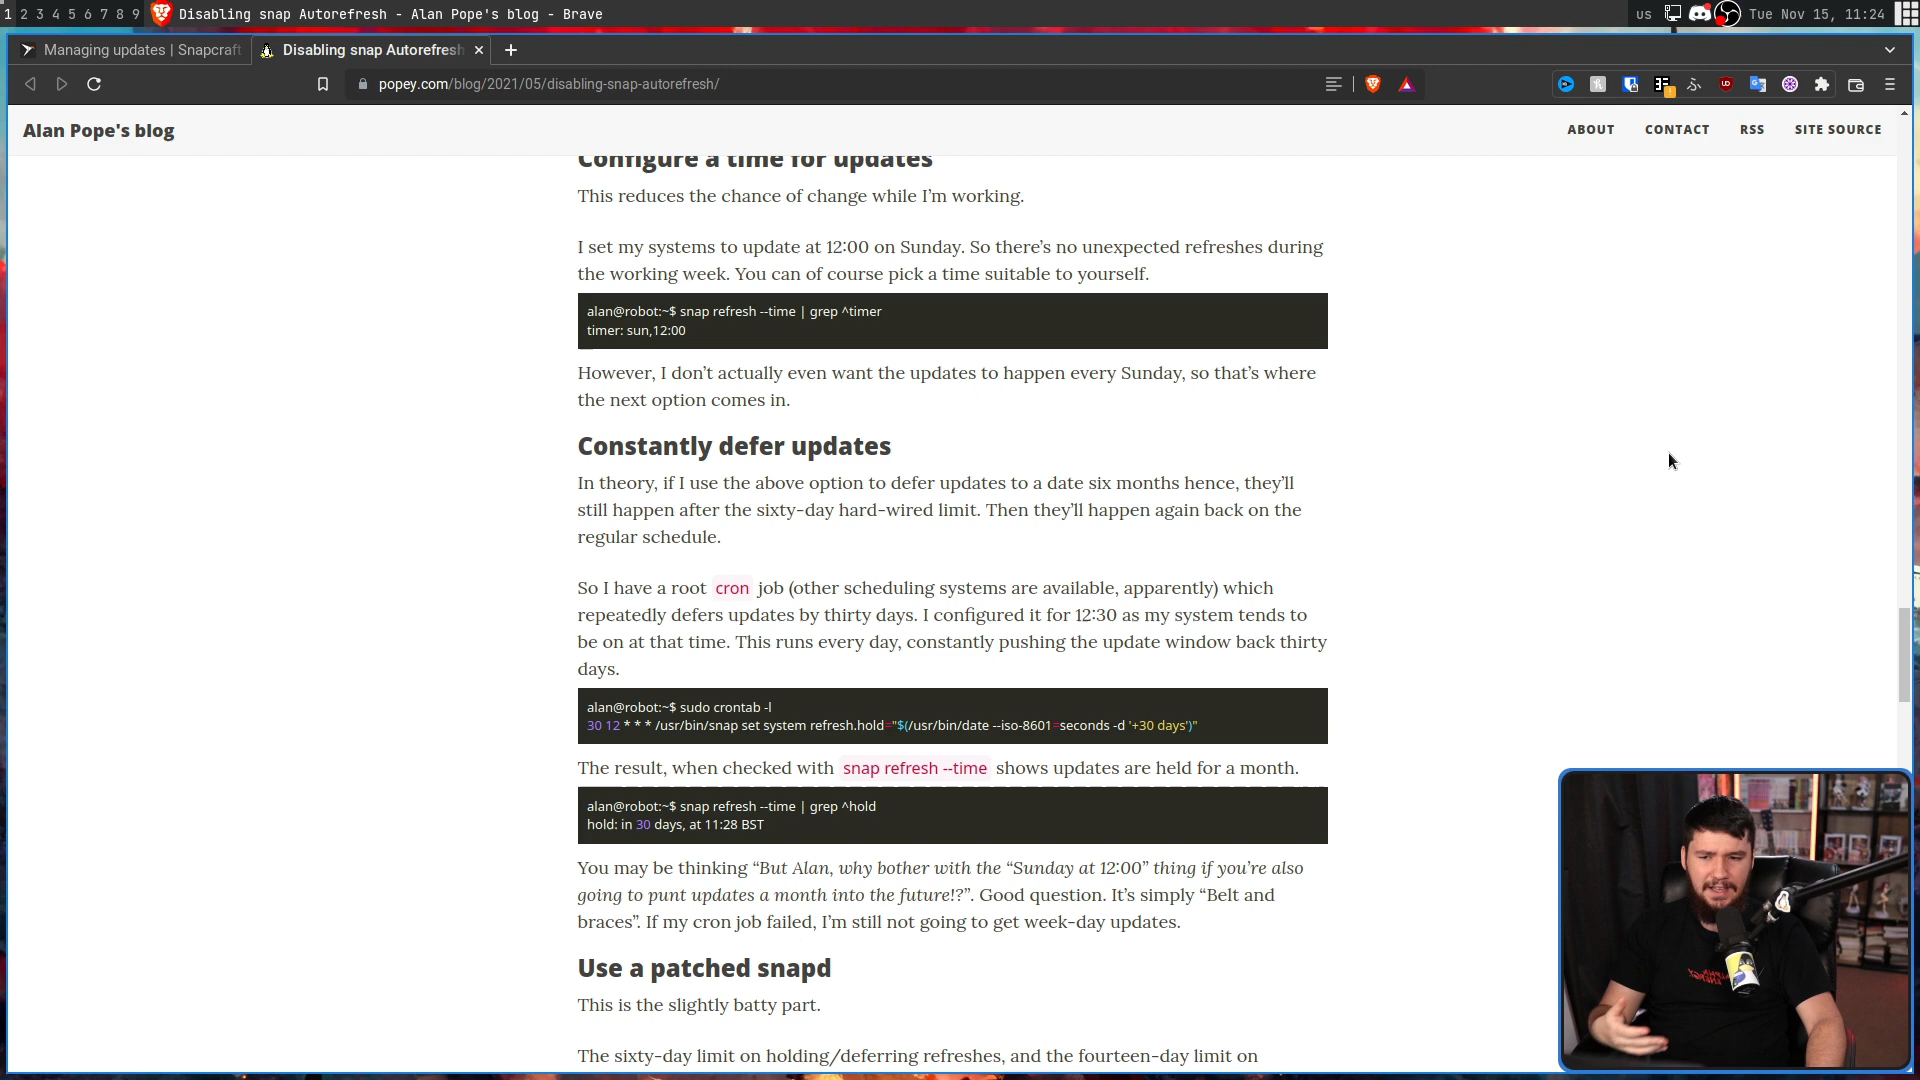 1 2 3 4 5 6 7 8 9 Disabling snap Autorefresh - Alan Pope's blog - Brave us Tue Nov 15, 11:24
Managing updates | Snapcraft Disabling snap Autorefresh
popey.com/blog/2021/05/disabling-snap-autorefresh/
Alan Pope's blog ABOUT CONTACT RSS SITE SOURCE
Configure a time for updates
This reduces the chance of change while I’m working.
I set my systems to update at 12:00 on Sunday. So there’s no unexpected refreshes during
the working week. You can of course pick a time suitable to yourself.
alan@robot:~$ snap refresh --time | grep ^timer
timer: sun,12:00
However, I don’t actually even want the updates to happen every Sunday, so that’s where
the next option comes in.
Constantly defer updates
In theory, if I use the above option to defer updates to a date six months hence, they’ll
still happen after the sixty-day hard-wired limit. Then they’ll happen again back on the
regular schedule.
So I have a root cron job (other scheduling systems are available, apparently) which
repeatedly defers updates by thirty days. I configured it for 12:30 as my system tends to
be on at that time. This runs every day, constantly pushing the update window back thirty
days.
alan@robot:~$ sudo crontab -l
30 12 * * * /usr/bin/snap set system refresh.hold="$(/usr/bin/date --iso-8601=seconds -d '+30 days')"
The result, when checked with snap refresh --time shows updates are held for a month.
alan@robot:~$ snap refresh --time | grep ^hold
hold: in 30 days, at 11:28 BST
You may be thinking “But Alan, why bother with the “Sunday at 12:00” thing if you’re also
going to punt updates a month into the future!?”. Good question. It’s simply “Belt and
braces”. If my cron job failed, I’m still not going to get week-day updates.
Use a patched snapd
This is the slightly batty part.
The sixty-day limit on holding/deferring refreshes, and the fourteen-day limit on